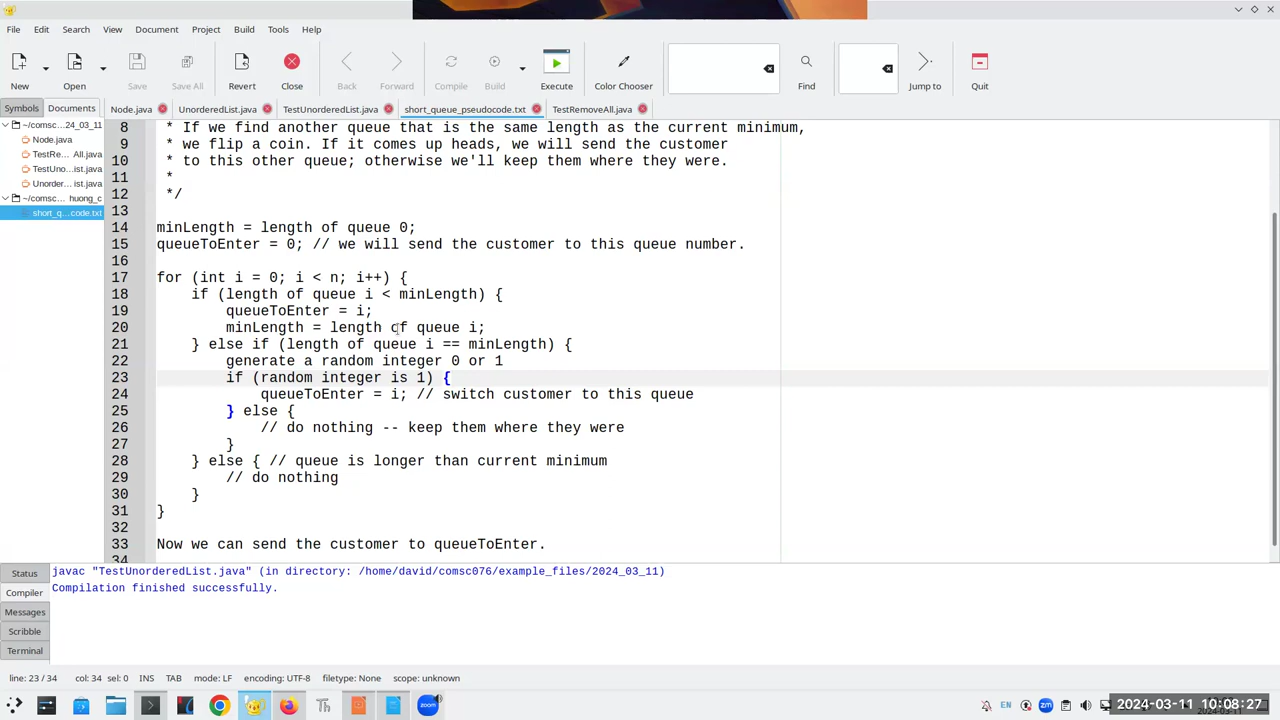 File Edit Search View Document Project Build Tools Help
New Open Save Save All Revert Close Back Forward Compile Build Execute Color Chooser Find Jump to Quit
Symbols Documents Node.java UnorderedList.java TestUnorderedList.java short_queue_pseudocode.txt TestRemoveAll.java
~/comsc...24_03_11
Node.java
TestRe... All.java
TestUno...ist.java
Unorder...ist.java
~/comsc... huong_c
short_q...code.txt
8 * If we find another queue that is the same length as the current minimum,
9 * we flip a coin. If it comes up heads, we will send the customer
10 * to this other queue; otherwise we'll keep them where they were.
11 *
12 */
13
14 minLength = length of queue 0;
15 queueToEnter = 0; // we will send the customer to this queue number.
16
17 for (int i = 0; i < n; i++) {
18 if (length of queue i < minLength) {
19 queueToEnter = i;
20 minLength = length of queue i;
21 } else if (length of queue i == minLength) {
22 generate a random integer 0 or 1
23 if (random integer is 1) {
24 queueToEnter = i; // switch customer to this queue
25 } else {
26 // do nothing -- keep them where they were
27 }
28 } else { // queue is longer than current minimum
29 // do nothing
30 }
31 }
32
33 Now we can send the customer to queueToEnter.
34
Status
Compiler
Messages
Scribble
Terminal
javac "TestUnorderedList.java" (in directory: /home/david/comsc076/example_files/2024_03_11)
Compilation finished successfully.
line: 23 / 34 col: 34 sel: 0 INS TAB mode: LF encoding: UTF-8 filetype: None scope: unknown
Th zoom EN zm 2024-03-11 10:08:27